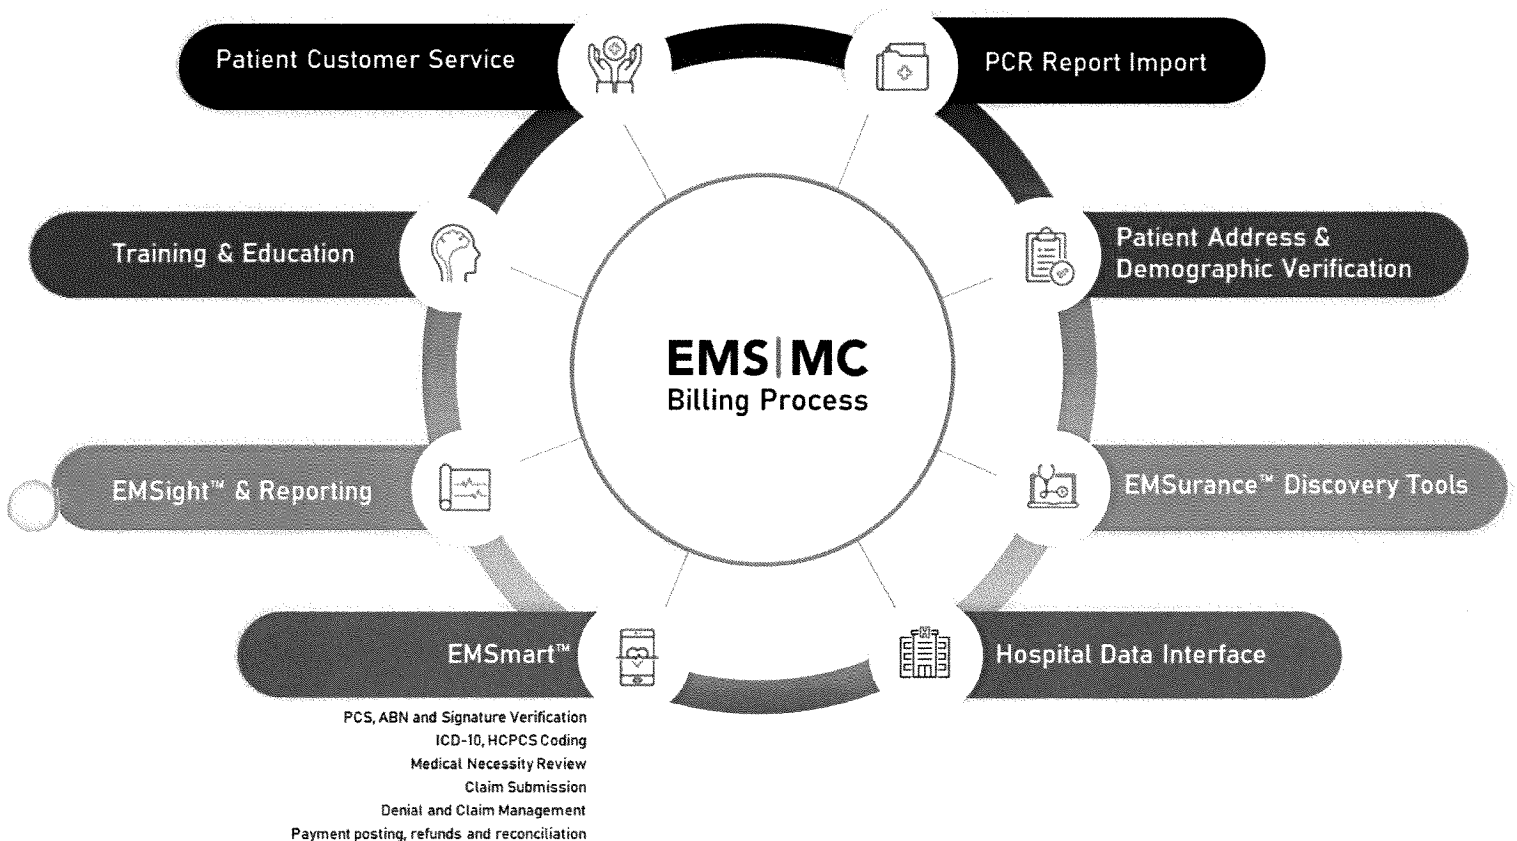 Patient Customer Service
PCR Report Import
Training & Education
Patient Address &
Demographic Verification
EMS|MC
Billing Process
EMSight™ & Reporting
EMSurance™ Discovery Tools
EMSmart™
Hospital Data Interface
PCS, ABN and Signature Verification
ICD-10, HCPCS Coding
Medical Necessity Review
Claim Submission
Denial and Claim Management
Payment posting, refunds and reconciliation